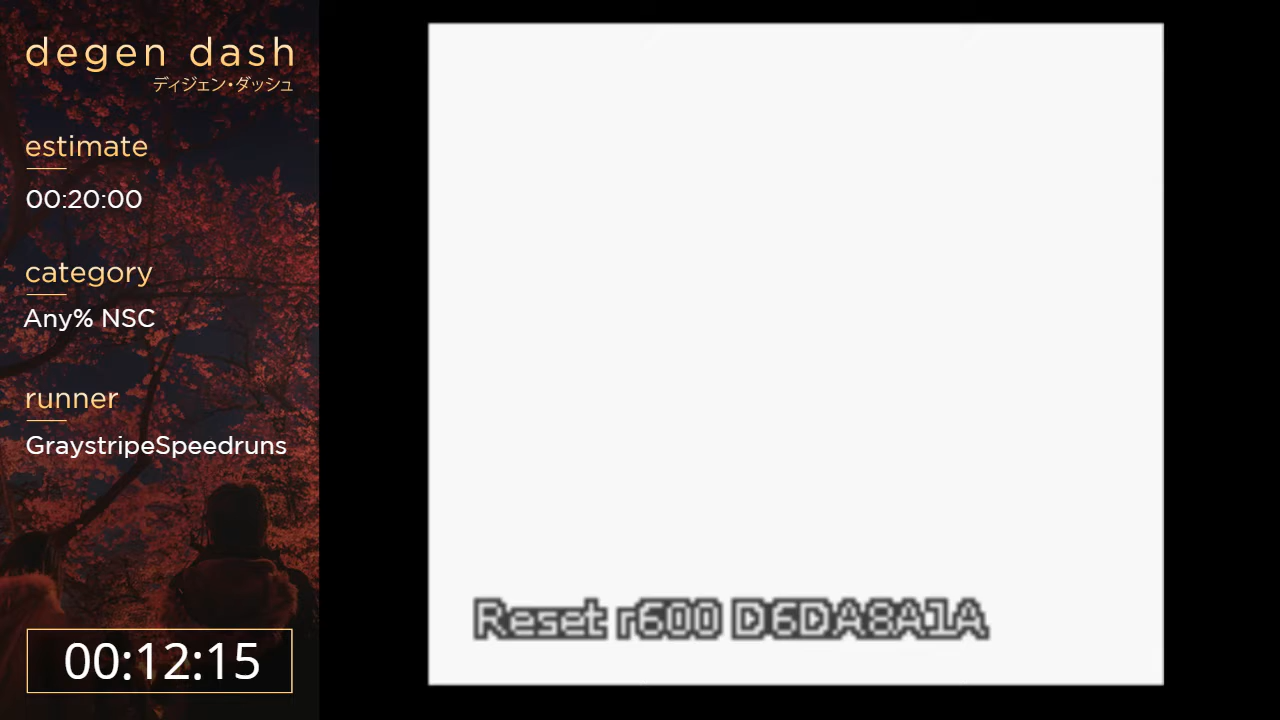 degen dash
ディジェン・ダッシュ
estimate
00:20:00
category
Any% NSC
runner
GraystripeSpeedruns
00:12:15
Reset r600 D6DA8A1A